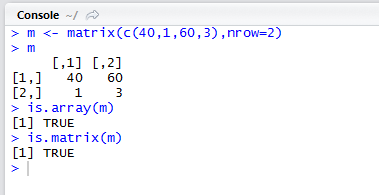 Console ~/
> m <- matrix(c(40,1,60,3),nrow=2)
> m
     [,1] [,2]
[1,]   40   60
[2,]    1    3
> is.array(m)
[1] TRUE
> is.matrix(m)
[1] TRUE
>